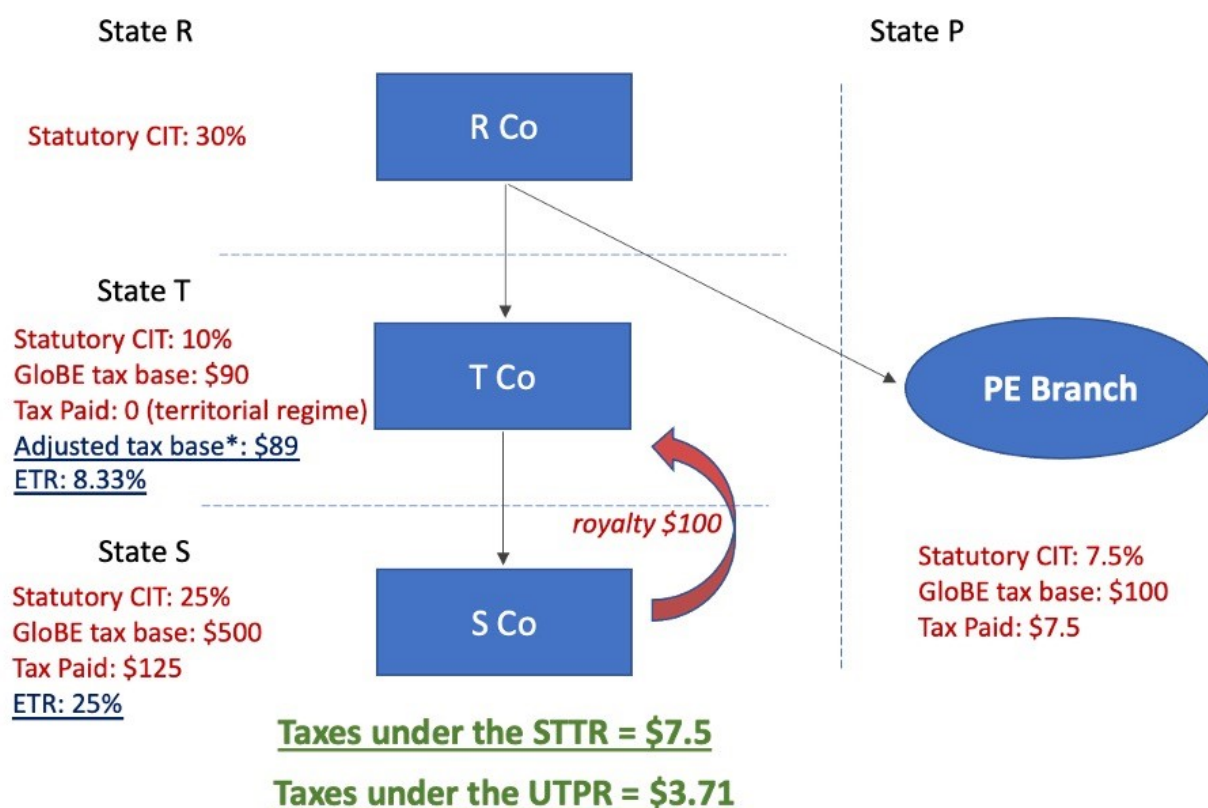 State R
State P
Statutory CIT: 30%
R Co
State T
Statutory CIT: 10%
GloBE tax base: $90
Tax Paid: 0 (territorial regime)
Adjusted tax base*: $89
ETR: 8.33%
T Co
PE Branch
royalty $100
State S
Statutory CIT: 25%
GloBE tax base: $500
Tax Paid: $125
ETR: 25%
S Co
Statutory CIT: 7.5%
GloBE tax base: $100
Tax Paid: $7.5
Taxes under the STTR = $7.5
Taxes under the UTPR = $3.71